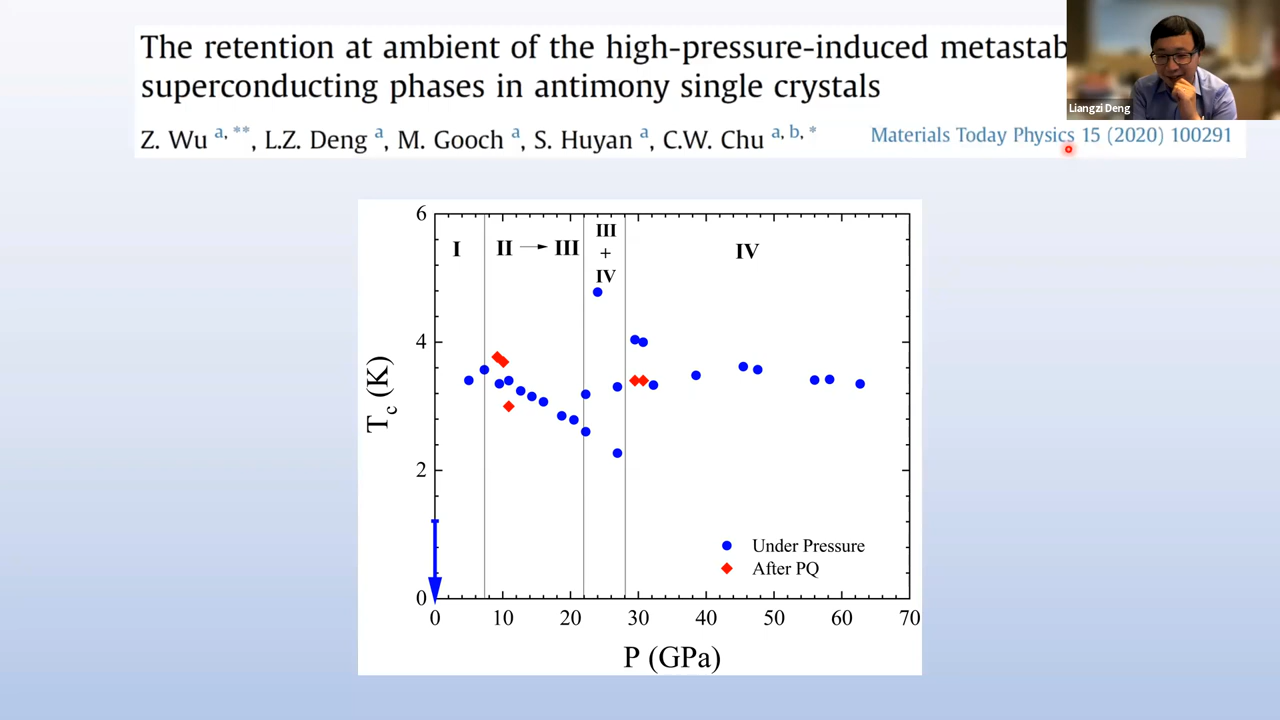 The retention at ambient of the high-pressure-induced metastab
superconducting phases in antimony single crystals
Liangzi Deng
Z. Wu a, **, L.Z. Deng a, M. Gooch a, S. Huyan a, C.W. Chu a, b, *
Materials Today Physics 15 (2020) 100291
I
II → III
III
+
IV
IV
6
4
2
0
Tc (K)
Under Pressure
After PQ
0 10 20 30 40 50 60 70
P (GPa)